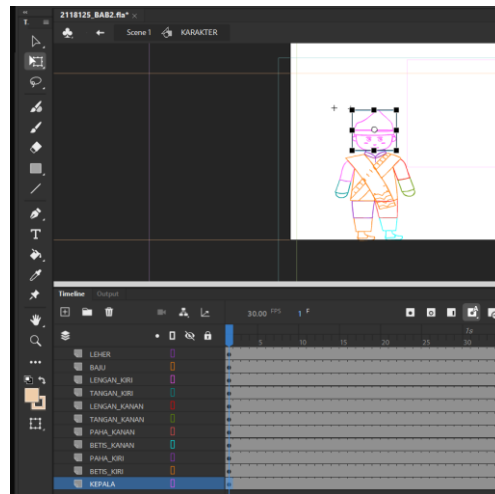 2118125_BAB2.fla* ×
Scene 1 KARAKTER
T
Timeline Output
30.00 FPS 1 F
5 10 15 20 25 30
LEHER
BAJU
LENGAN_KIRI
TANGAN_KIRI
LENGAN_KANAN
TANGAN_KANAN
PAHA_KANAN
BETIS_KANAN
PAHA_KIRI
BETIS_KIRI
KEPALA